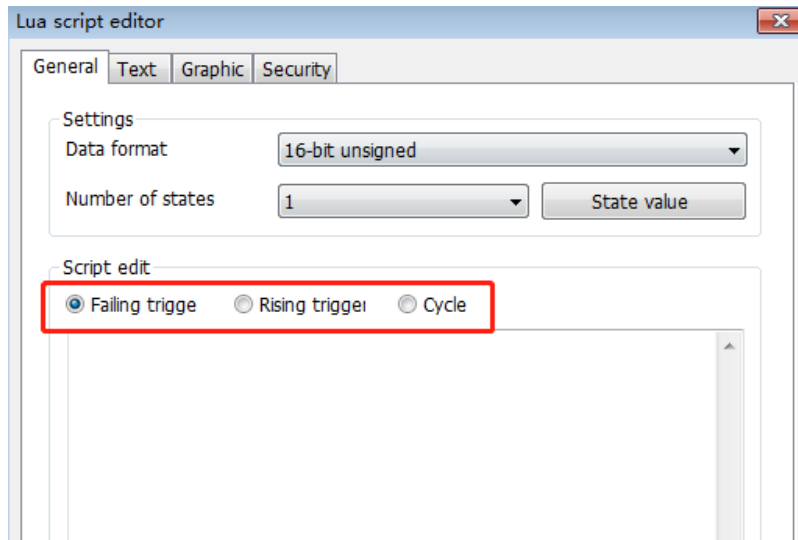 Lua script editor
General Text Graphic Security
Settings
Data format 16-bit unsigned
Number of states 1 State value
Script edit
Failing trigge Rising trigger Cycle